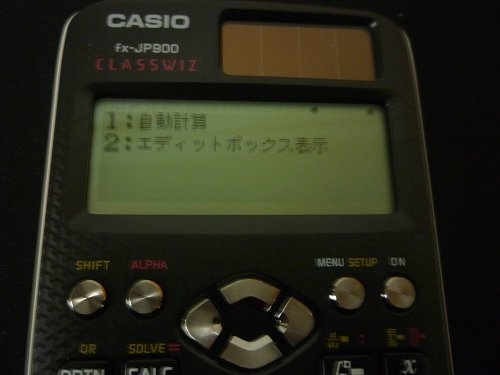 CASIO
fx-JP900
CLASSWIZ
1:自動計算
2:エディットボックス表示
SHIFT ALPHA MENU SETUP ON
QR SOLVE =
OPTN CALC x